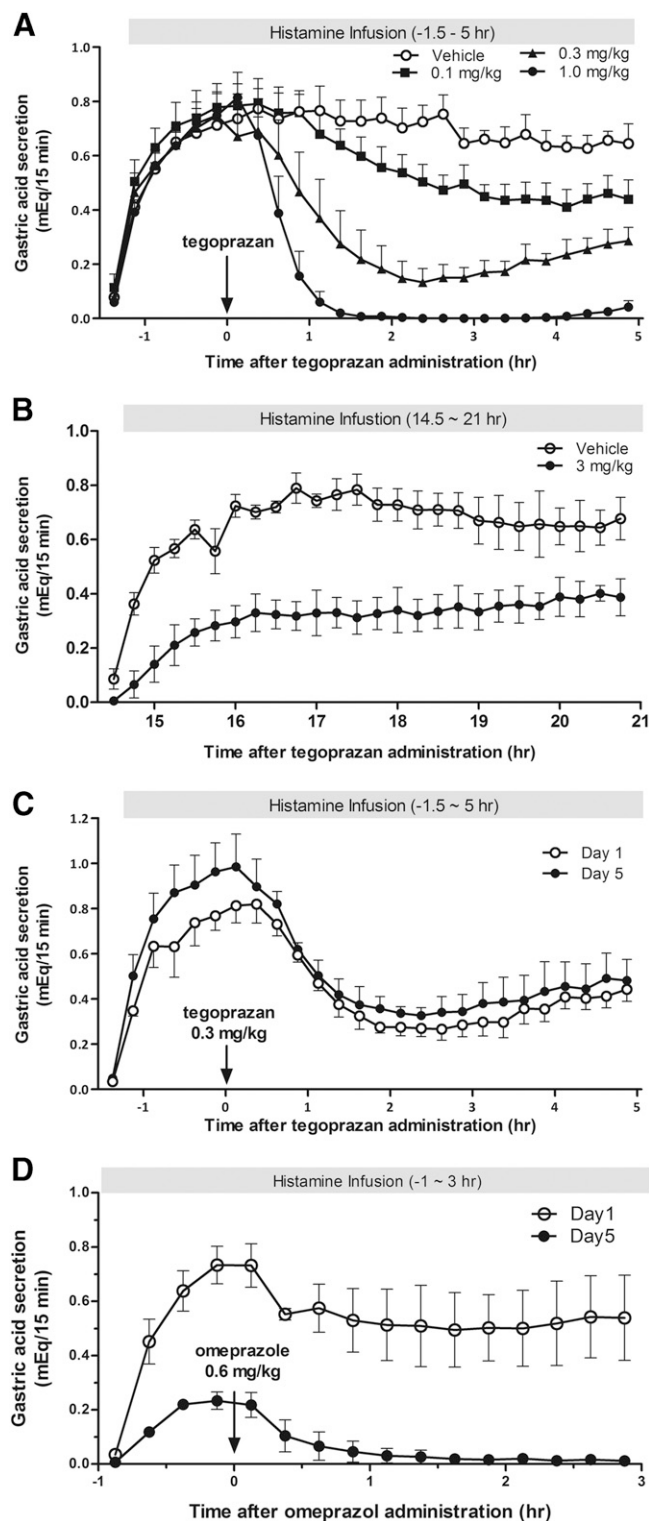 A
Histamine Infusion (-1.5 - 5 hr)
Vehicle
0.3 mg/kg
0.1 mg/kg
1.0 mg/kg
Gastric acid secretion
(mEq/15 min)
1.0
0.8
0.6
0.4
0.2
0.0
tegoprazan
-1 0 1 2 3 4 5
Time after tegoprazan administration (hr)
B
Histamine Infustion (14.5 ~ 21 hr)
Vehicle
3 mg/kg
Gastric acid secretion
(mEq/15 min)
1.0
0.8
0.6
0.4
0.2
0.0
15 16 17 18 19 20 21
Time after tegoprazan administration (hr)
C
Histamine Infusion (-1.5 ~ 5 hr)
Day 1
Day 5
Gastric acid secretion
(mEq/15 min)
1.2
1.0
0.8
0.6
0.4
0.2
0.0
tegoprazan
0.3 mg/kg
-1 0 1 2 3 4 5
Time after tegoprazan administration (hr)
D
Histamine Infusion (-1 ~ 3 hr)
Day1
Day5
Gastric acid secretion
(mEq/15 min)
1.0
0.8
0.6
0.4
0.2
0.0
omeprazole
0.6 mg/kg
-1 0 1 2 3
Time after omeprazol administration (hr)